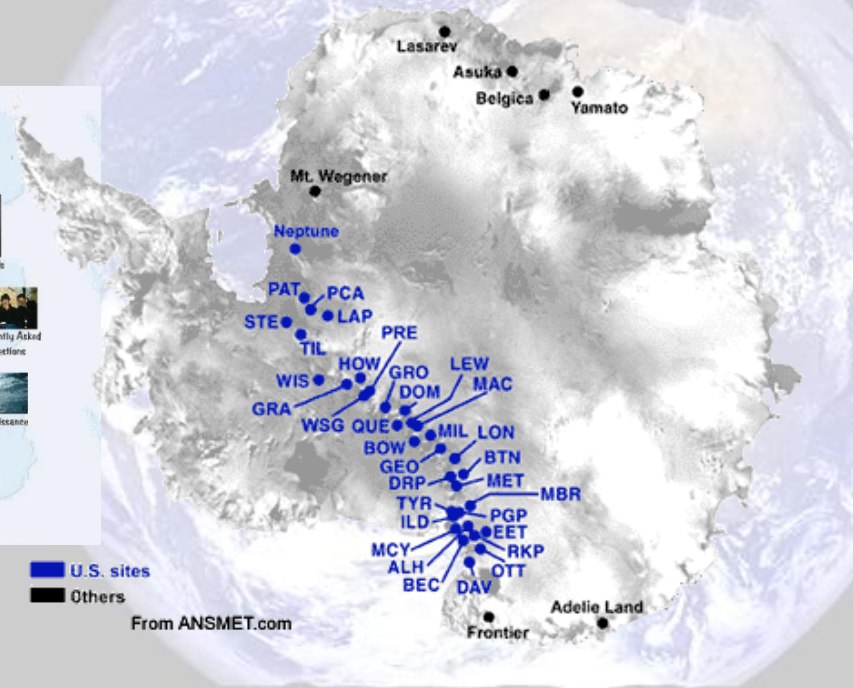 Lasarev
Asuka
Belgica
Yamato
Mt. Wegener
Neptune
PAT
PCA
STE
LAP
TIL
PRE
HOW
WIS
GRO
LEW
GRA
DOM
MAC
WSG
QUE
MIL
LON
BOW
GEO
BTN
DRP
MET
MBR
TYR
ILD
PGP
EET
MCY
RKP
ALH
OTT
BEC
DAV
Adelie Land
Frontier
U.S. sites
Others
From ANSMET.com